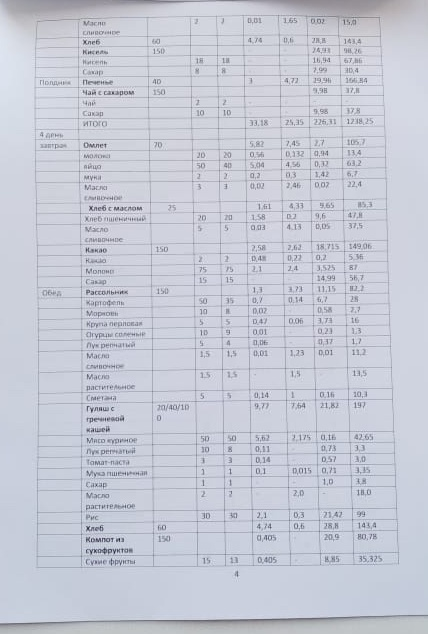 Масло 2 2 0,01 1,65 0,02 15,0
сливочное
Хлеб 60 4,74 0,6 28,8 143,4
Кисель 150 - 24,93 98,26
Кисель 18 18 - 16,94 67,86
Сахар 8 8 - 7,99 30,4
Полдник Печенье 40 3 4,72 29,96 166,84
Чай с сахаром 150 9,98 37,8
Чай 2 2 - - - -
Сахар 10 10 - 9,98 37,8
ИТОГО 33,18 25,35 226,31 1238,25
4 день
завтрак Омлет 70 5,82 7,45 2,7 105,7
молоко 20 20 0,56 0,132 0,94 13,4
яйцо 50 40 5,04 4,56 0,32 63,2
мука 2 2 0,2 0,3 1,42 6,7
Масло 3 3 0,02 2,46 0,02 22,4
сливочное
Хлеб с маслом 25 1,61 4,33 9,65 85,3
Хлеб пшеничный 20 20 1,58 0,2 9,6 47,8
Масло 5 5 0,03 4,13 0,05 37,5
сливочное
Какао 150 2,58 2,62 18,715 149,06
Какао 2 2 0,48 0,22 0,2 5,36
Молоко 75 75 2,1 2,4 3,525 87
Сахар 15 15 - - 14,99 56,7
Обед Рассольник 150 1,3 3,73 11,15 82,2
Картофель 50 35 0,7 0,14 6,7 28
Морковь 10 8 0,02 - 0,58 2,7
Крупа перловая 5 5 0,47 0,06 3,73 16
Огурцы соленые 10 9 0,01 - 0,23 1,3
Лук репчатый 5 4 0,06 0,37 1,7
Масло 1,5 1,5 0,01 1,23 0,01 11,2
сливочное
Масло 1,5 1,5 - 1,5 - 13,5
растительное
Сметана 5 5 0,14 1 0,16 10,3
Гуляш с 20/40/10 9,77 7,64 21,82 197
гречневой 0
кашей
Мясо куриное 50 50 5,62 2,175 0,16 42,65
Лук репчатый 10 8 0,11 0,73 3,3
Томат-паста 3 3 0,14 - 0,57 3,0
Мука пшеничная 1 1 0,1 0,015 0,71 3,35
Сахар 1 1 - - 1,0 3,8
Масло 2 2 - 2,0 - 18,0
растительное
Рис 30 30 2,1 0,3 21,42 99
Хлеб 60 4,74 0,6 28,8 143,4
Компот из 150 0,405 - 20,9 80,78
сухофруктов
Сухие фрукты 15 13 0,405 - 8,85 35,325
4